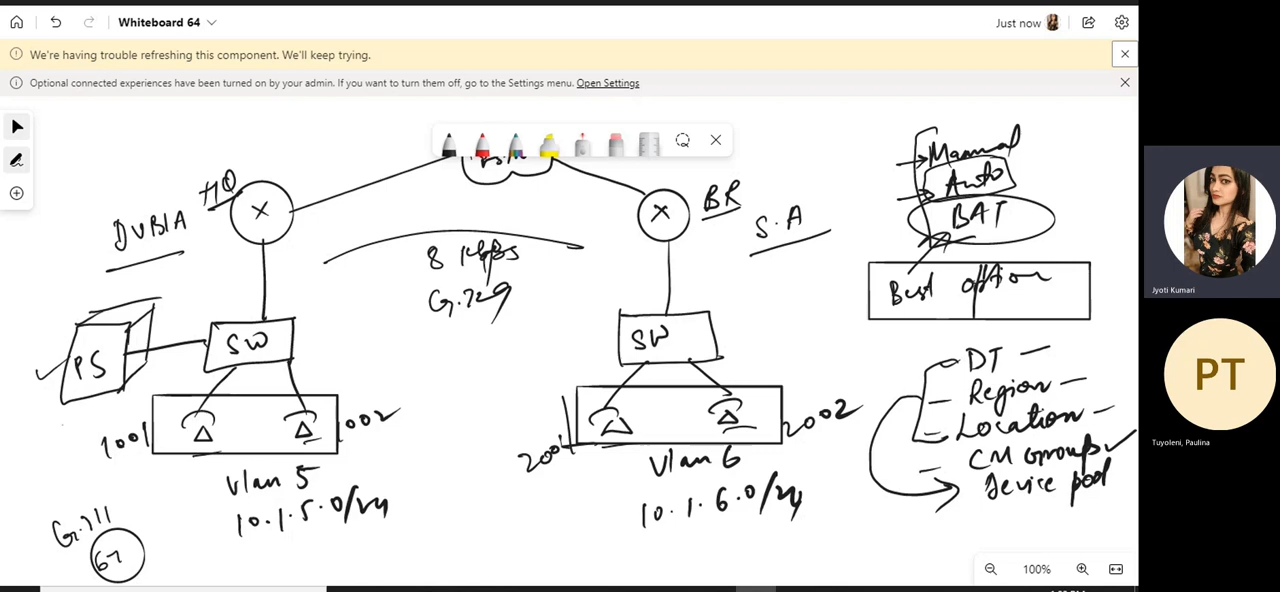 Whiteboard 64
Just now
We're having trouble refreshing this component. We'll keep trying.
Optional connected experiences have been turned on by your admin. If you want to turn them off, go to the Settings menu. Open Settings
HQ
DUBIA
BR
S.A
8 kbps
G.729
PS
SW
SW
1001
1002
2001
2002
Vlan 5
10.1.5.0/24
Vlan 6
10.1.6.0/24
G.711
Manual
Auto
BAT
Best option
DT
Region
Location
CM Groups
Device pool
100%
Jyoti Kumari
PT
Tuyoleni, Paulina